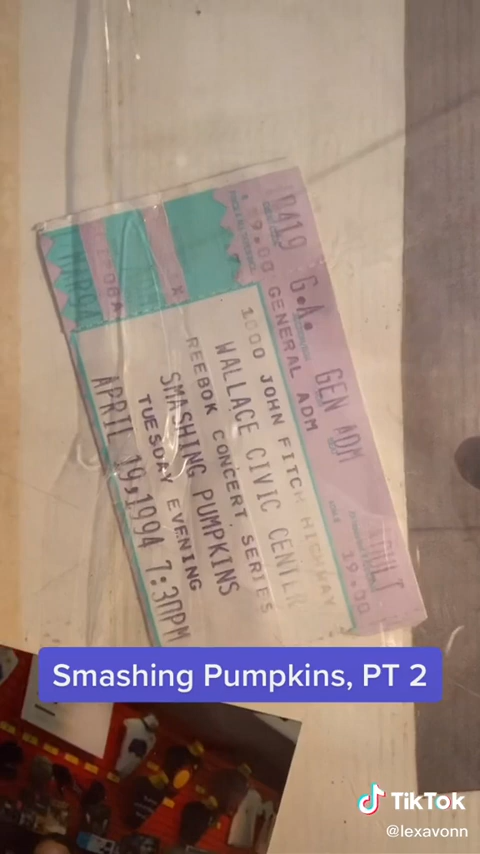 0419 G.A. GEN ADM ADULT
19.00 GENERAL ADM 19.00
1000 JOHN FITCH HIGHWAY
WALLACE CIVIC CENTER
REEBOK CONCERT SERIES
SMASHING PUMPKINS
TUESDAY EVENING
APRIL 19,1994 7:30PM
Smashing Pumpkins, PT 2
TikTok
@lexavonn